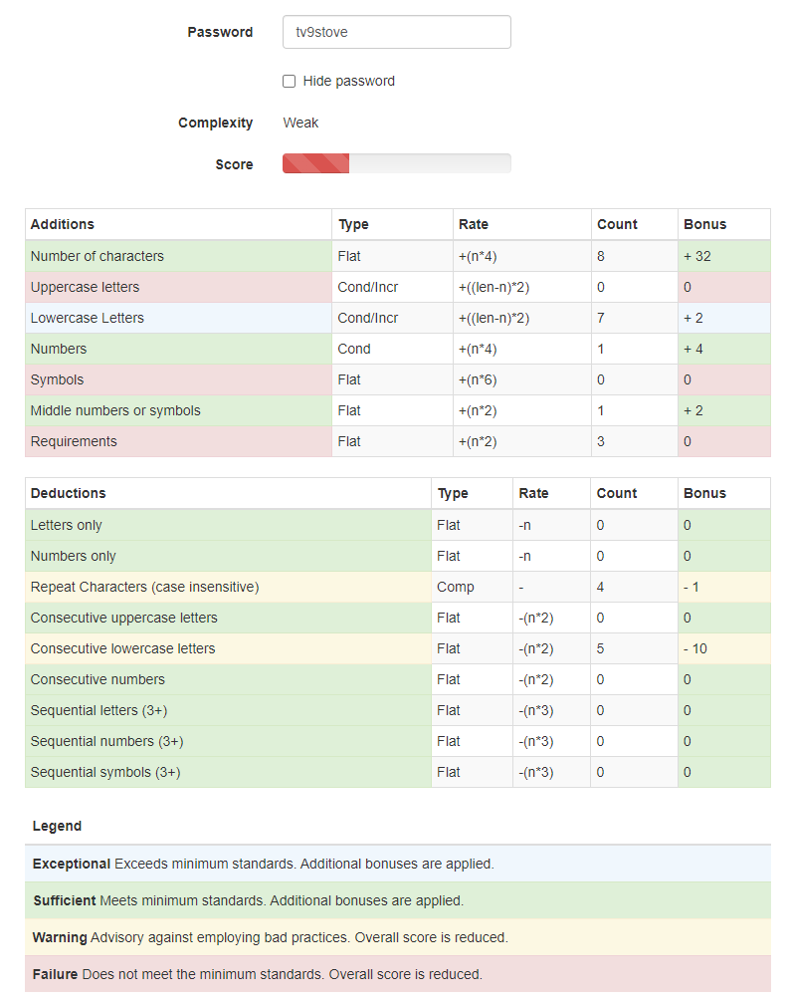 Password tv9stove
Hide password
Complexity Weak
Score
Additions Type Rate Count Bonus
Number of characters Flat +(n*4) 8 + 32
Uppercase letters Cond/Incr +((len-n)*2) 0 0
Lowercase Letters Cond/Incr +((len-n)*2) 7 + 2
Numbers Cond +(n*4) 1 + 4
Symbols Flat +(n*6) 0 0
Middle numbers or symbols Flat +(n*2) 1 + 2
Requirements Flat +(n*2) 3 0
Deductions Type Rate Count Bonus
Letters only Flat -n 0 0
Numbers only Flat -n 0 0
Repeat Characters (case insensitive) Comp - 4 - 1
Consecutive uppercase letters Flat -(n*2) 0 0
Consecutive lowercase letters Flat -(n*2) 5 - 10
Consecutive numbers Flat -(n*2) 0 0
Sequential letters (3+) Flat -(n*3) 0 0
Sequential numbers (3+) Flat -(n*3) 0 0
Sequential symbols (3+) Flat -(n*3) 0 0
Legend
Exceptional Exceeds minimum standards. Additional bonuses are applied.
Sufficient Meets minimum standards. Additional bonuses are applied.
Warning Advisory against employing bad practices. Overall score is reduced.
Failure Does not meet the minimum standards. Overall score is reduced.